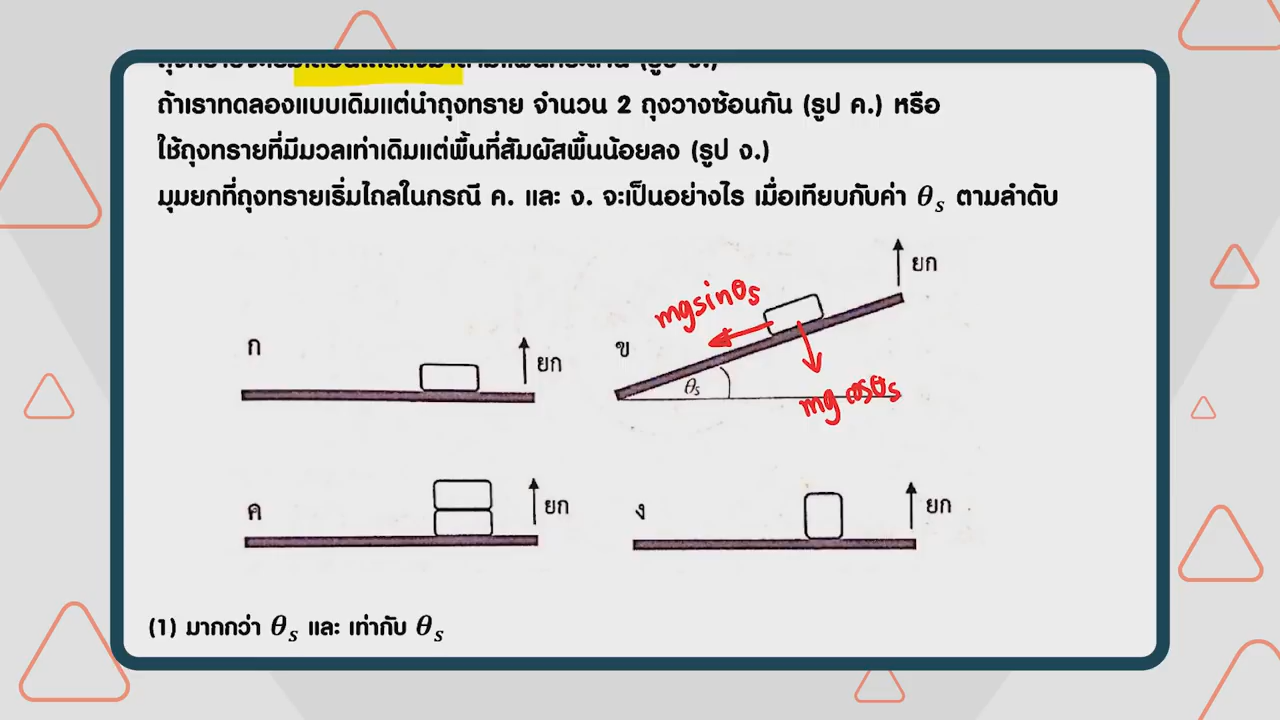 ถ้าเราทดลองแบบเดิมแต่นำถุงทราย จำนวน 2 ถุงวางซ้อนกัน (รูป ค.) หรือ
ใช้ถุงทรายที่มีมวลเท่าเดิมแต่พื้นที่สัมผัสพื้นน้อยลง (รูป ง.)
มุมยกที่ถุงทรายเริ่มไถลในกรณี ค. และ ง. จะเป็นอย่างไร เมื่อเทียบกับค่า θₛ ตามลำดับ
ก
ยก
ข
mg sinθs
ยก
θs
mg cosθs
ค
ยก
ง
ยก
(1) มากกว่า θₛ และ เท่ากับ θₛ